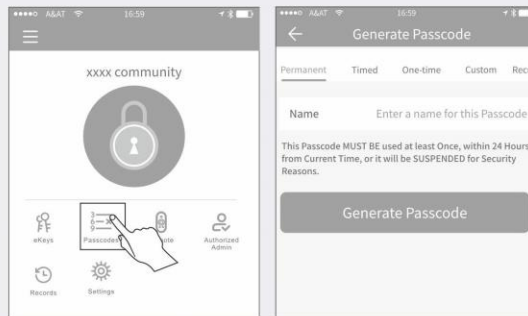 A&AT 16:59
xxxx community
eKeys Passcodes ote Authorized Admin
Records Settings
A&AT 16:59
Generate Passcode
Permanent Timed One-time Custom Rec
Name Enter a name for this Passcode
This Passcode MUST BE used at least Once, within 24 Hours
from Current Time, or it will be SUSPENDED for Security
Reasons.
Generate Passcode